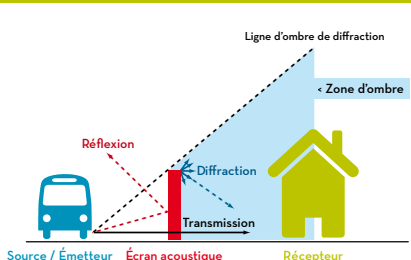 Ligne d'ombre de diffraction
< Zone d'ombre
Réflexion
Diffraction
Transmission
Source / Émetteur Écran acoustique Récepteur